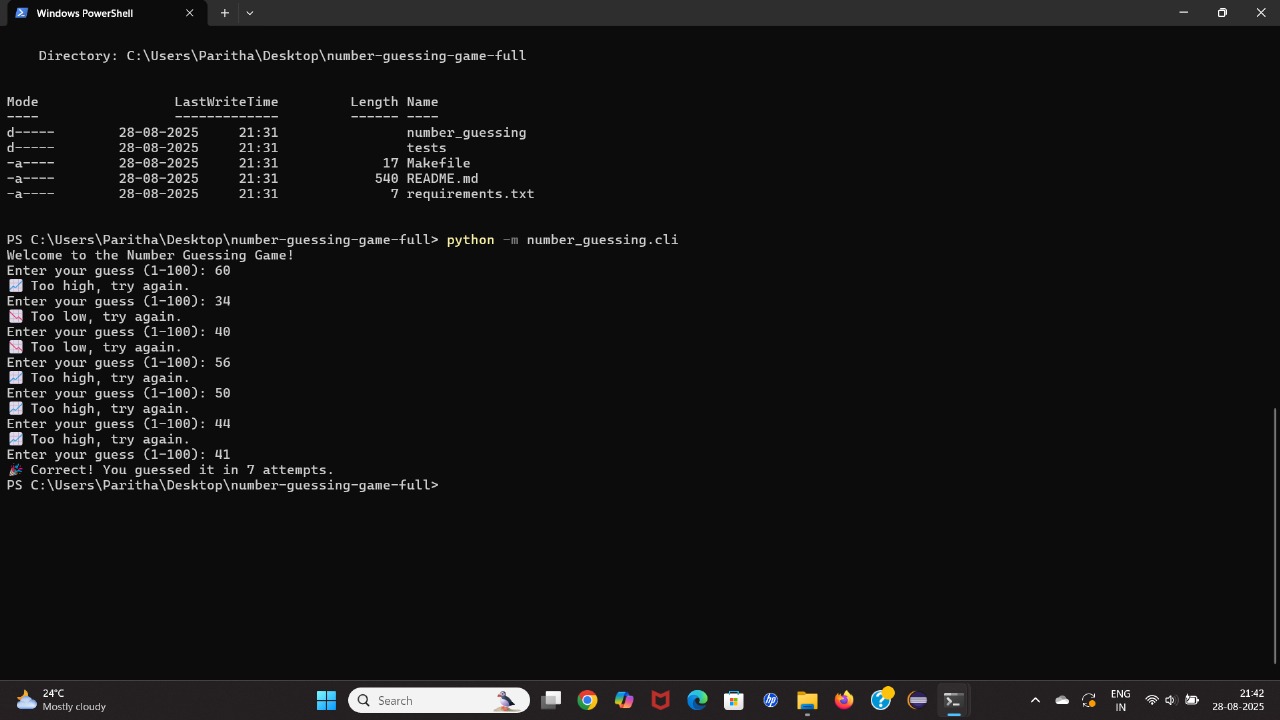 Windows PowerShell
Directory: C:\Users\Paritha\Desktop\number-guessing-game-full
Mode LastWriteTime Length Name
---- ------------- ------ ----
d----- 28-08-2025 21:31 number_guessing
d----- 28-08-2025 21:31 tests
-a---- 28-08-2025 21:31 17 Makefile
-a---- 28-08-2025 21:31 540 README.md
-a---- 28-08-2025 21:31 7 requirements.txt
PS C:\Users\Paritha\Desktop\number-guessing-game-full> python -m number_guessing.cli
Welcome to the Number Guessing Game!
Enter your guess (1-100): 60
📈 Too high, try again.
Enter your guess (1-100): 34
📉 Too low, try again.
Enter your guess (1-100): 40
📉 Too low, try again.
Enter your guess (1-100): 56
📈 Too high, try again.
Enter your guess (1-100): 50
📈 Too high, try again.
Enter your guess (1-100): 44
📈 Too high, try again.
Enter your guess (1-100): 41
🎉 Correct! You guessed it in 7 attempts.
PS C:\Users\Paritha\Desktop\number-guessing-game-full>
24°C
Mostly cloudy
Search
hp
ENG
IN
21:42
28-08-2025